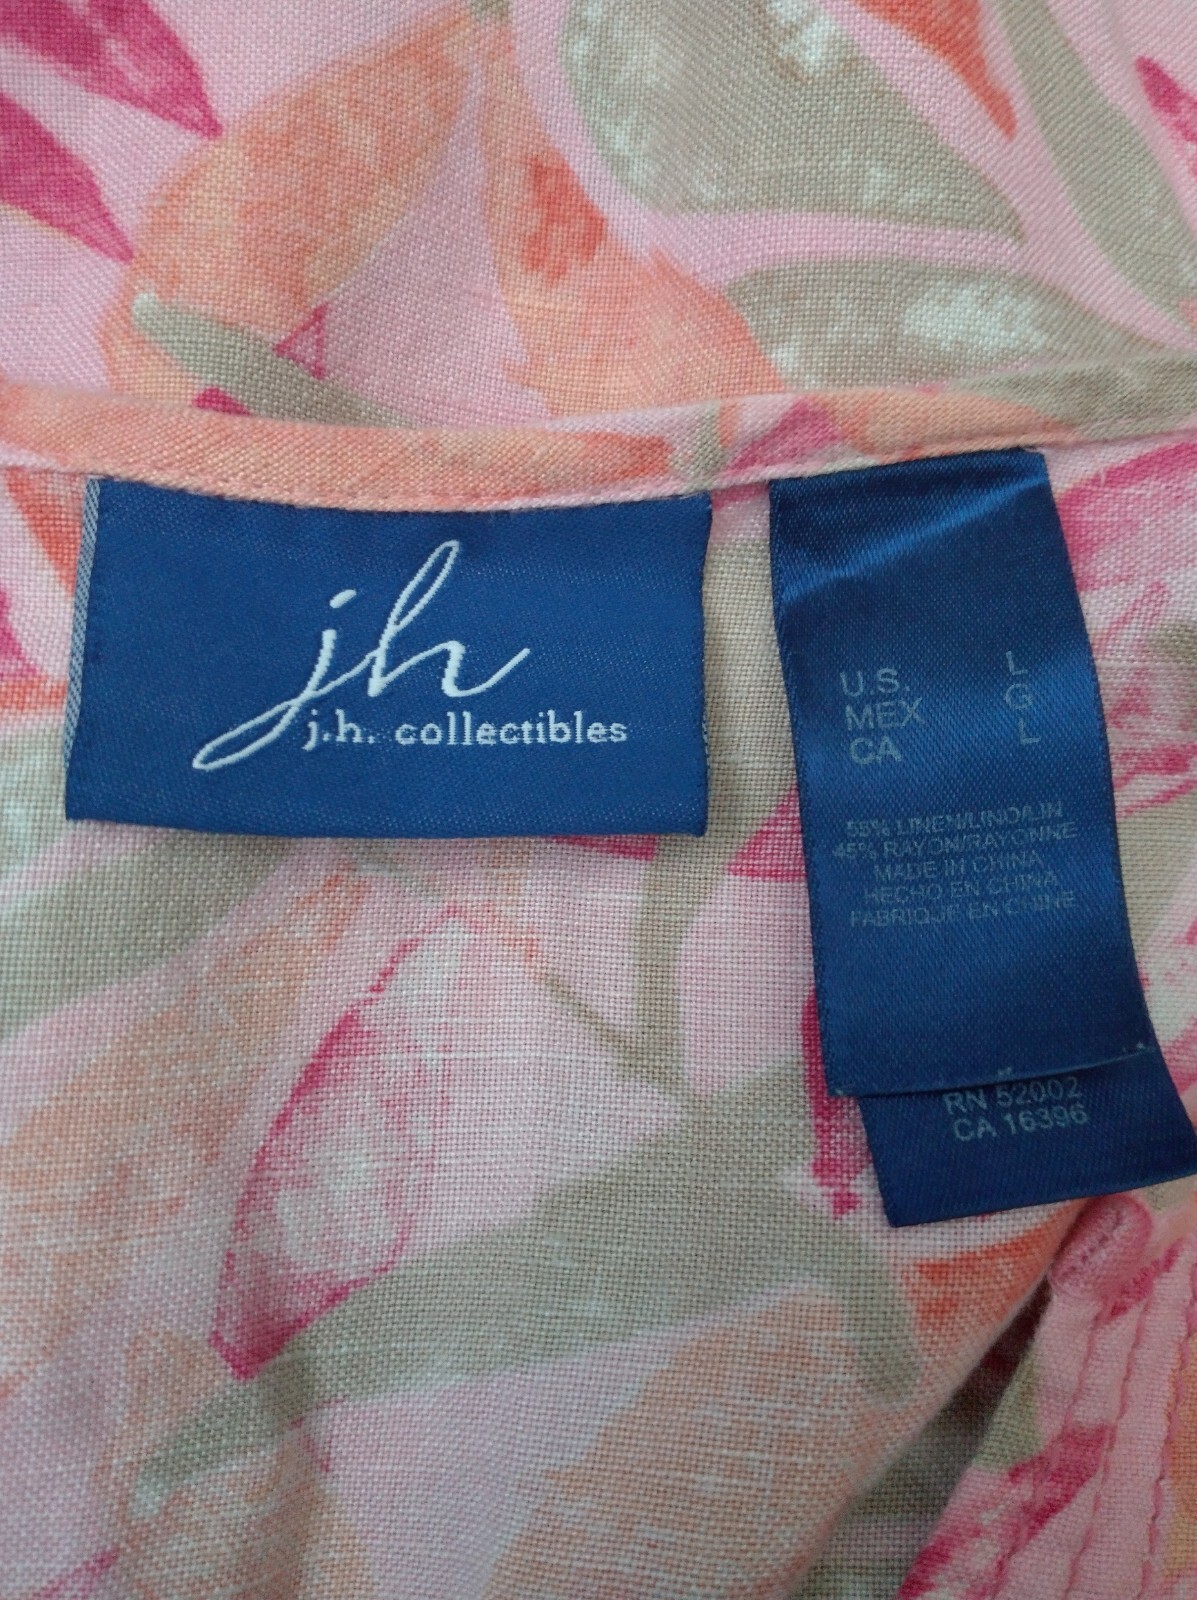 jh
j.h. collectibles
U.S. L
MEX G
CA L
55% LINEN/LINO/LIN
45% RAYON/RAYONNE
MADE IN CHINA
HECHO EN CHINA
FABRIQUE EN CHINE
RN 52002
CA 16396